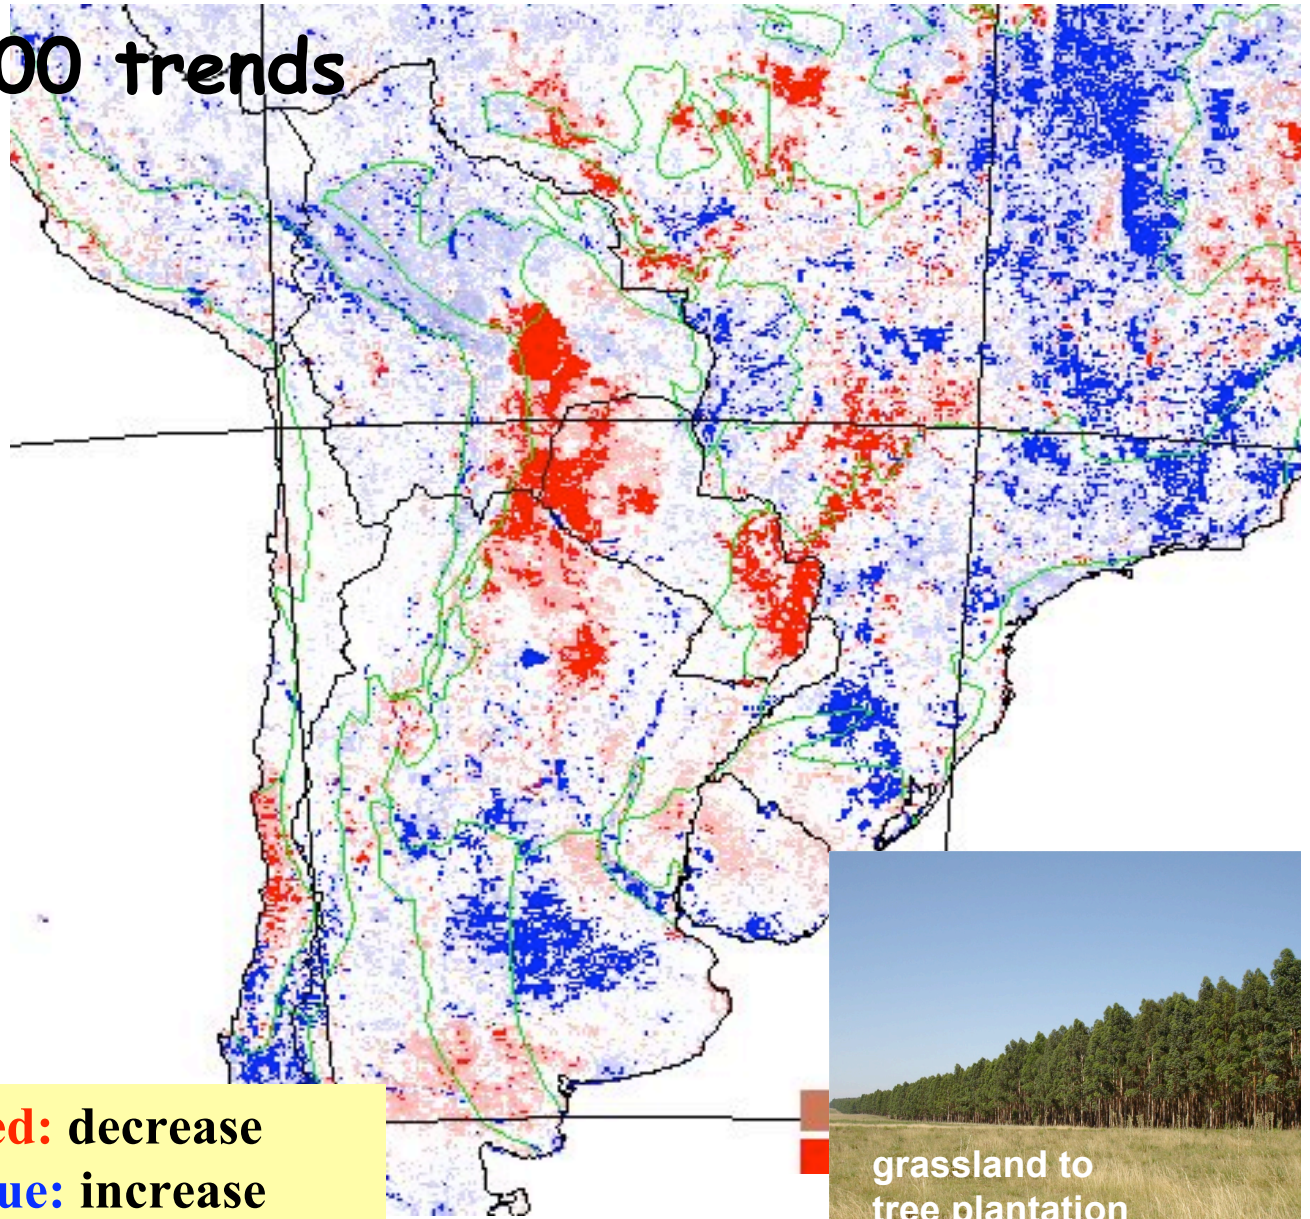 00 trends
ed: decrease
ue: increase
grassland to
tree plantation